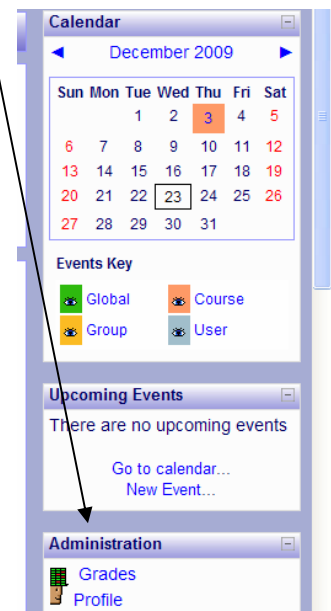 Calendar
◄ December 2009 ►
Sun Mon Tue Wed Thu Fri Sat
1 2 3 4 5
6 7 8 9 10 11 12
13 14 15 16 17 18 19
20 21 22 23 24 25 26
27 28 29 30 31
Events Key
Global Course
Group User
Upcoming Events
There are no upcoming events
Go to calendar...
New Event...
Administration
Grades
Profile